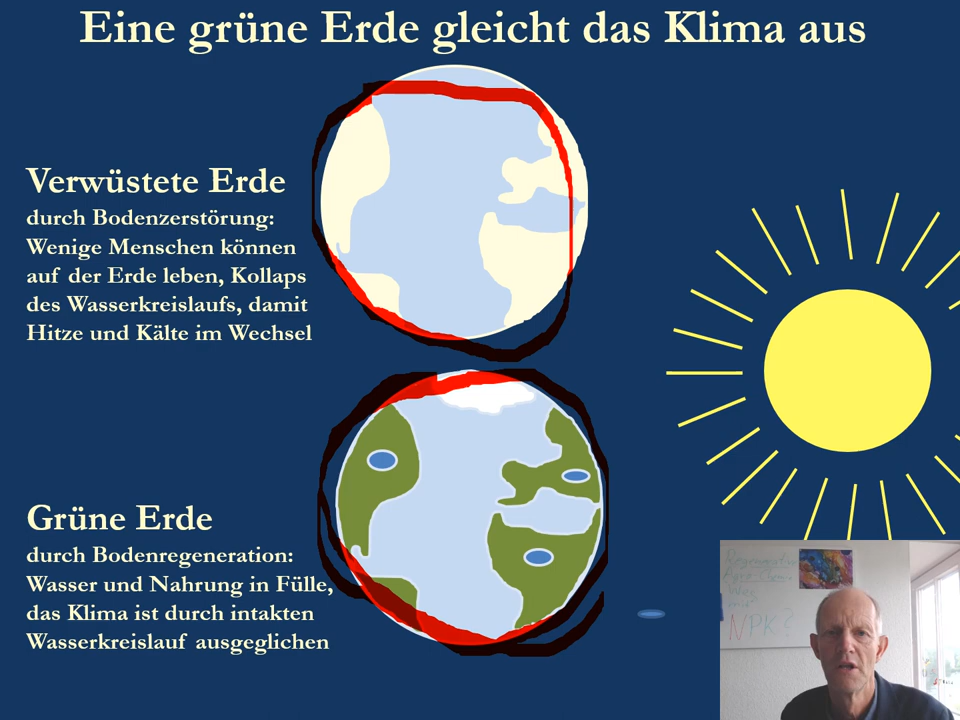 Eine grüne Erde gleicht das Klima aus
Verwüstete Erde
durch Bodenzerstörung:
Wenige Menschen können
auf der Erde leben, Kollaps
des Wasserkreislaufs, damit
Hitze und Kälte im Wechsel
Grüne Erde
durch Bodenregeneration:
Wasser und Nahrung in Fülle,
das Klima ist durch intakten
Wasserkreislauf ausgeglichen
NPK?